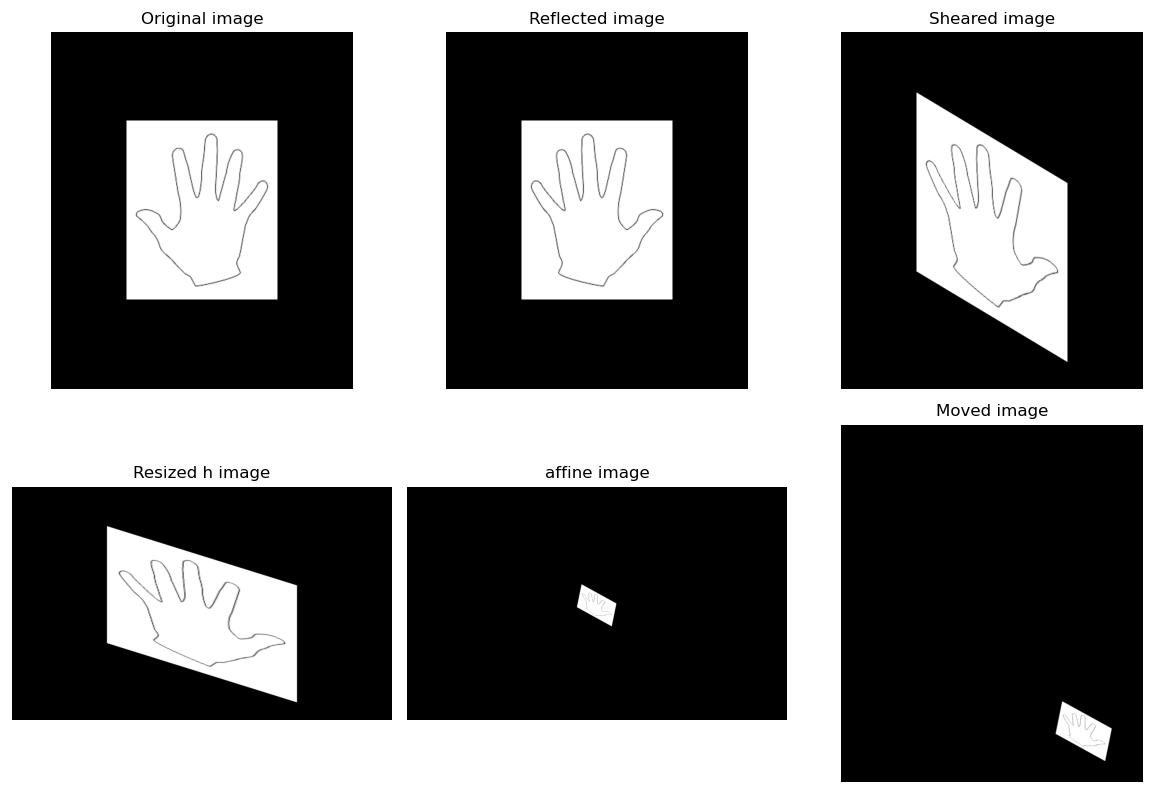 Original image
Reflected image
Sheared image
Resized h image
affine image
Moved image